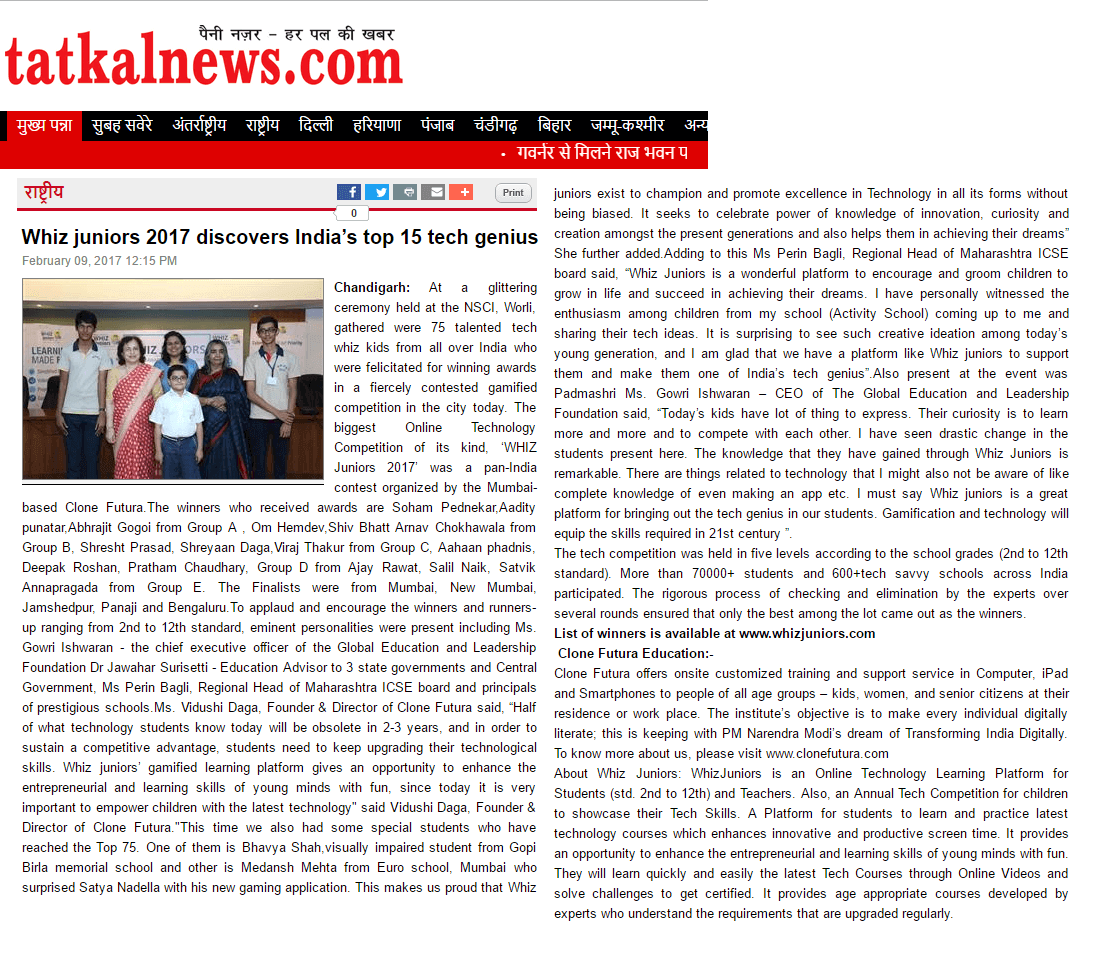 पैनी नज़र - हर पल की खबर
tatkalnews.com
मुख्य पन्ना सुबह सवेरे अंतर्राष्ट्रीय राष्ट्रीय दिल्ली हरियाणा पंजाब चंडीगढ़ बिहार जम्मू-कश्मीर अन्य
• गवर्नर से मिलने राज भवन प
राष्ट्रीय
Print
0
Whiz juniors 2017 discovers India’s top 15 tech genius
February 09, 2017 12:15 PM
WHIZ JUNIORS
Chandigarh: At a glittering
ceremony held at the NSCI, Worli,
gathered were 75 talented tech
whiz kids from all over India who
were felicitated for winning awards
in a fiercely contested gamified
competition in the city today. The
biggest Online Technology
Competition of its kind, ‘WHIZ
Juniors 2017’ was a pan-India
contest organized by the Mumbai-
based Clone Futura.The winners who received awards are Soham Pednekar,Aadity
punatar,Abhrajit Gogoi from Group A , Om Hemdev,Shiv Bhatt Arnav Chokhawala from
Group B, Shresht Prasad, Shreyaan Daga,Viraj Thakur from Group C, Aahaan phadnis,
Deepak Roshan, Pratham Chaudhary, Group D from Ajay Rawat, Salil Naik, Satvik
Annapragada from Group E. The Finalists were from Mumbai, New Mumbai,
Jamshedpur, Panaji and Bengaluru.To applaud and encourage the winners and runners-
up ranging from 2nd to 12th standard, eminent personalities were present including Ms.
Gowri Ishwaran - the chief executive officer of the Global Education and Leadership
Foundation Dr Jawahar Surisetti - Education Advisor to 3 state governments and Central
Government, Ms Perin Bagli, Regional Head of Maharashtra ICSE board and principals
of prestigious schools.Ms. Vidushi Daga, Founder & Director of Clone Futura said, “Half
of what technology students know today will be obsolete in 2-3 years, and in order to
sustain a competitive advantage, students need to keep upgrading their technological
skills. Whiz juniors’ gamified learning platform gives an opportunity to enhance the
entrepreneurial and learning skills of young minds with fun, since today it is very
important to empower children with the latest technology" said Vidushi Daga, Founder &
Director of Clone Futura."This time we also had some special students who have
reached the Top 75. One of them is Bhavya Shah,visually impaired student from Gopi
Birla memorial school and other is Medansh Mehta from Euro school, Mumbai who
surprised Satya Nadella with his new gaming application. This makes us proud that Whiz
juniors exist to champion and promote excellence in Technology in all its forms without
being biased. It seeks to celebrate power of knowledge of innovation, curiosity and
creation amongst the present generations and also helps them in achieving their dreams”
She further added.Adding to this Ms Perin Bagli, Regional Head of Maharashtra ICSE
board said, “Whiz Juniors is a wonderful platform to encourage and groom children to
grow in life and succeed in achieving their dreams. I have personally witnessed the
enthusiasm among children from my school (Activity School) coming up to me and
sharing their tech ideas. It is surprising to see such creative ideation among today’s
young generation, and I am glad that we have a platform like Whiz juniors to support
them and make them one of India’s tech genius”.Also present at the event was
Padmashri Ms. Gowri Ishwaran – CEO of The Global Education and Leadership
Foundation said, “Today’s kids have lot of thing to express. Their curiosity is to learn
more and more and to compete with each other. I have seen drastic change in the
students present here. The knowledge that they have gained through Whiz Juniors is
remarkable. There are things related to technology that I might also not be aware of like
complete knowledge of even making an app etc. I must say Whiz juniors is a great
platform for bringing out the tech genius in our students. Gamification and technology will
equip the skills required in 21st century ”.
The tech competition was held in five levels according to the school grades (2nd to 12th
standard). More than 70000+ students and 600+tech savvy schools across India
participated. The rigorous process of checking and elimination by the experts over
several rounds ensured that only the best among the lot came out as the winners.
List of winners is available at www.whizjuniors.com
Clone Futura Education:-
Clone Futura offers onsite customized training and support service in Computer, iPad
and Smartphones to people of all age groups – kids, women, and senior citizens at their
residence or work place. The institute’s objective is to make every individual digitally
literate; this is keeping with PM Narendra Modi’s dream of Transforming India Digitally.
To know more about us, please visit www.clonefutura.com
About Whiz Juniors: WhizJuniors is an Online Technology Learning Platform for
Students (std. 2nd to 12th) and Teachers. Also, an Annual Tech Competition for children
to showcase their Tech Skills. A Platform for students to learn and practice latest
technology courses which enhances innovative and productive screen time. It provides
an opportunity to enhance the entrepreneurial and learning skills of young minds with fun.
They will learn quickly and easily the latest Tech Courses through Online Videos and
solve challenges to get certified. It provides age appropriate courses developed by
experts who understand the requirements that are upgraded regularly.